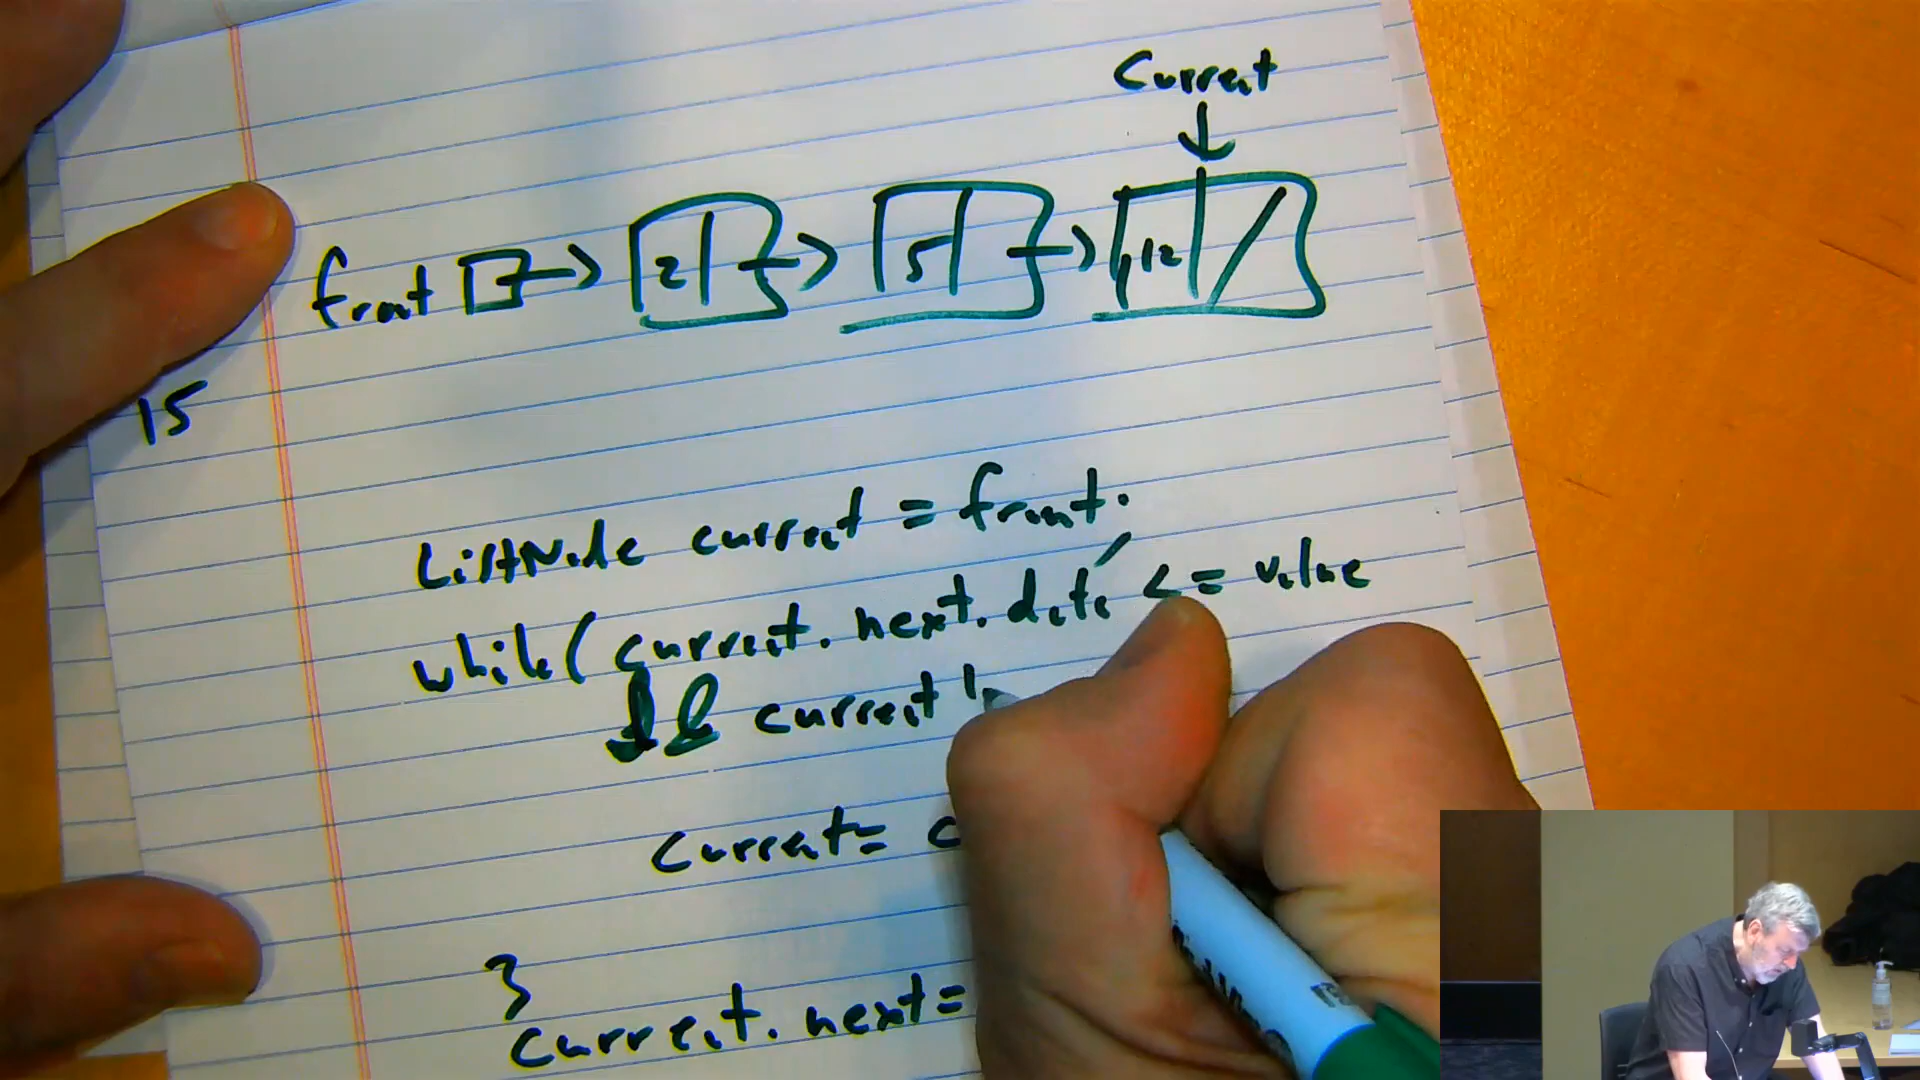 Current
front 2 5 12
15
ListNode current = front.
while( current.next.data <= value
&& current !
current = c
}
current.next =